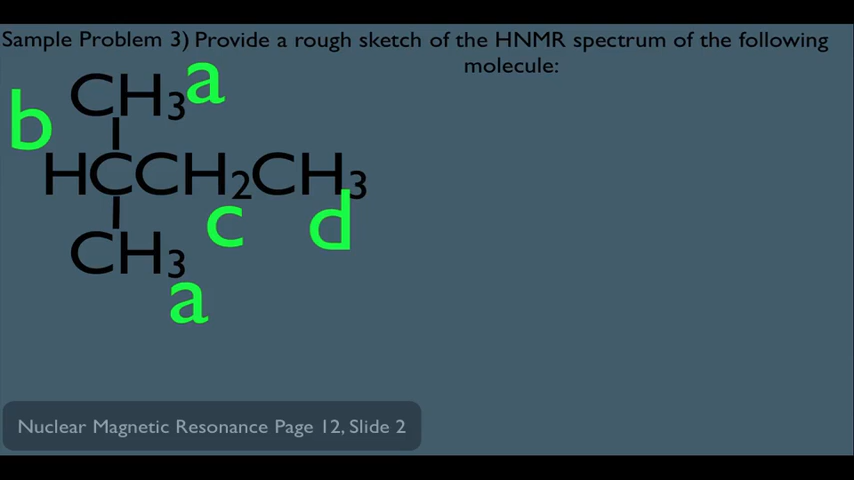 Sample Problem 3) Provide a rough sketch of the HNMR spectrum of the following
molecule:
CH3 a
b
HCCH2CH3
c d
CH3
a
Nuclear Magnetic Resonance Page 12, Slide 2